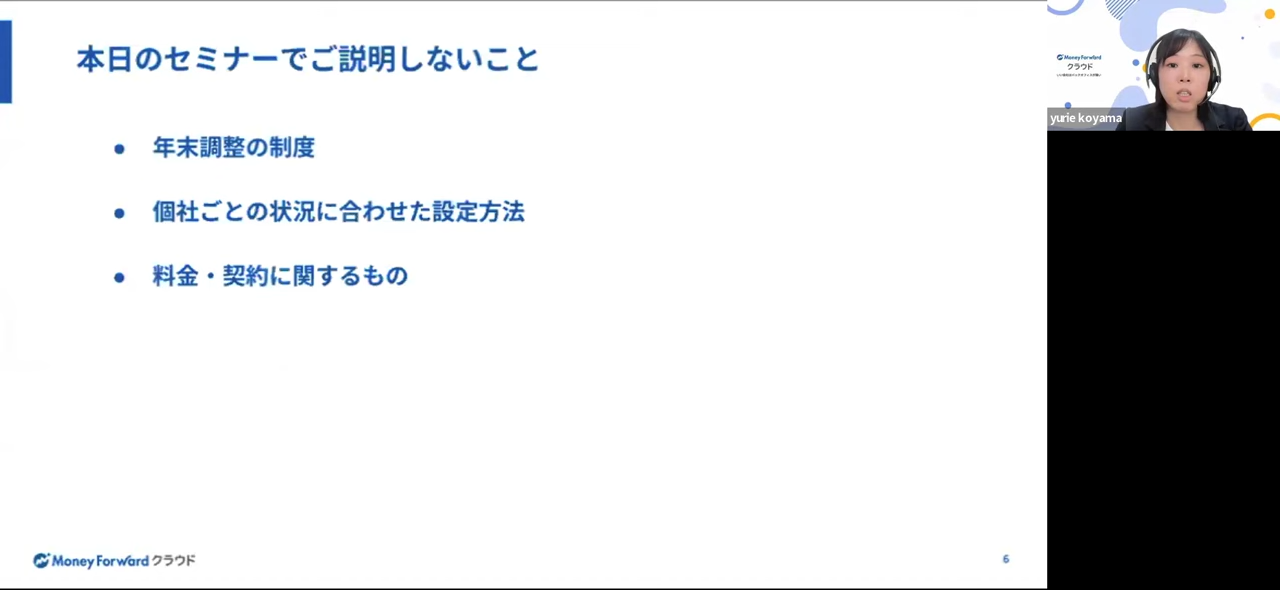 本日のセミナーでご説明しないこと
● 年末調整の制度
● 個社ごとの状況に合わせた設定方法
● 料金・契約に関するもの
Money Forward クラウド
6
Money Forward
クラウド
yurie koyama